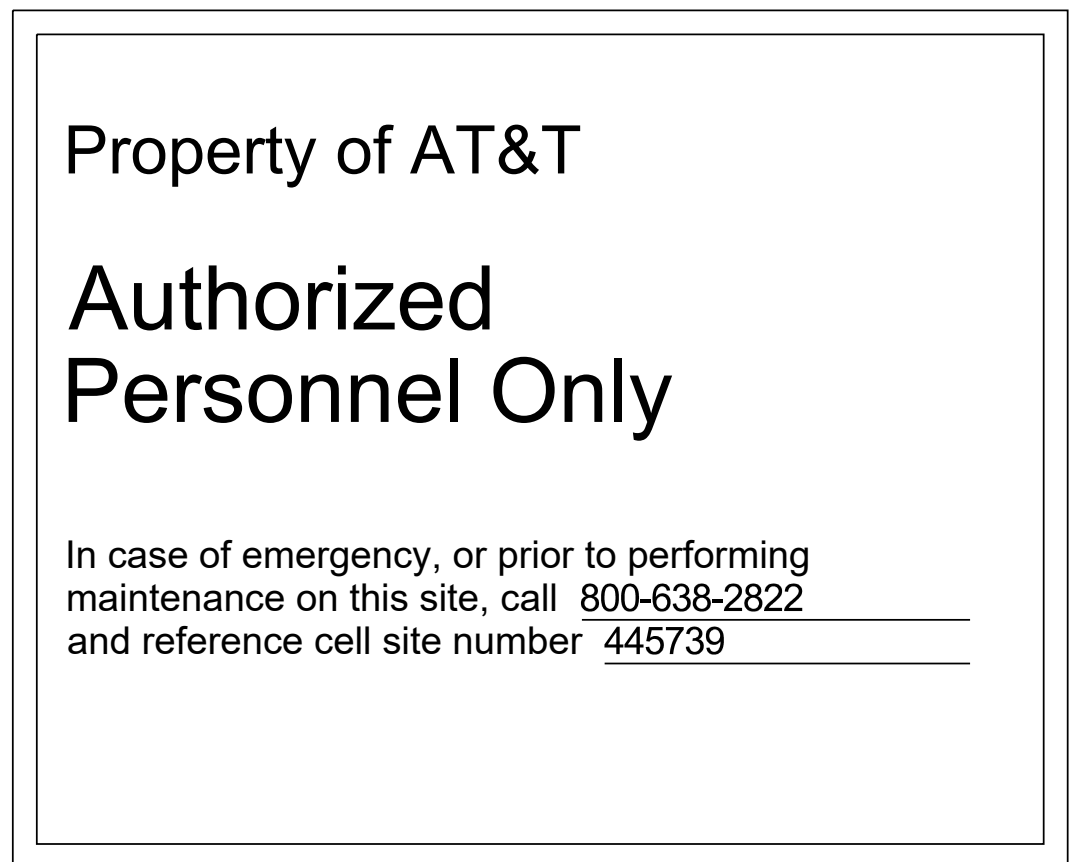 Property of AT&T
Authorized
Personnel Only
In case of emergency, or prior to performing
maintenance on this site, call 800-638-2822
and reference cell site number 445739